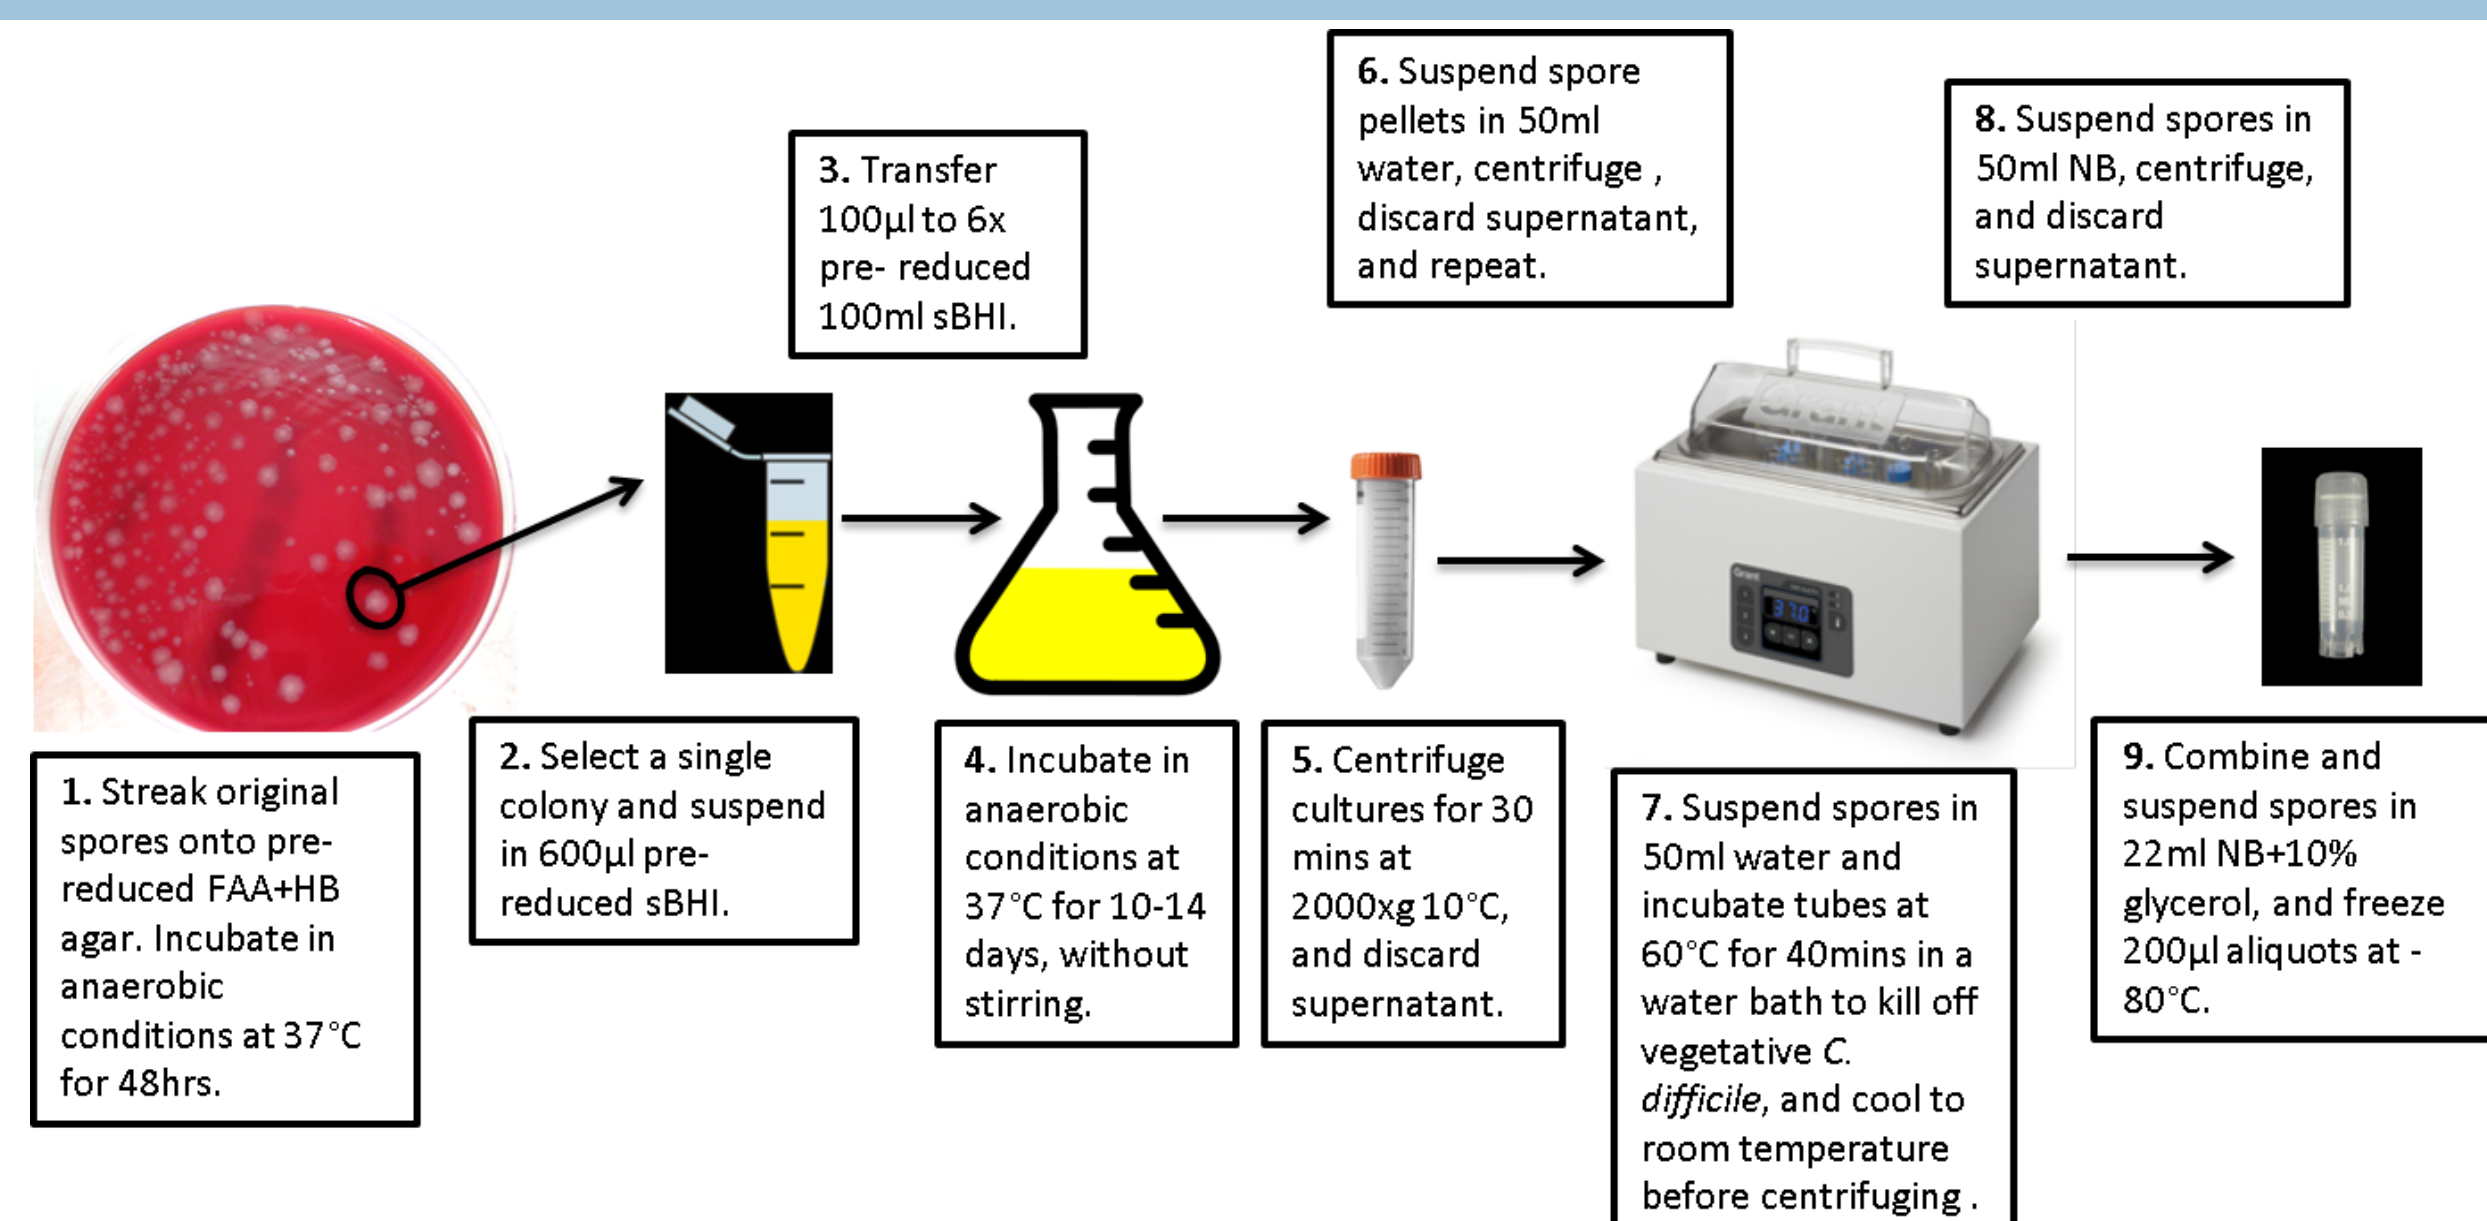 1. Streak original
spores onto pre-
reduced FAA+HB
agar. Incubate in
anaerobic
conditions at 37°C
for 48hrs.
2. Select a single
colony and suspend
in 600µl pre-
reduced sBHI.
3. Transfer
100µl to 6x
pre- reduced
100ml sBHI.
4. Incubate in
anaerobic
conditions at
37°C for 10-14
days, without
stirring.
5. Centrifuge
cultures for 30
mins at
2000xg 10°C,
and discard
supernatant.
6. Suspend spore
pellets in 50ml
water, centrifuge ,
discard supernatant,
and repeat.
Grant
Grant
37.0
7. Suspend spores in
50ml water and
incubate tubes at
60°C for 40mins in a
water bath to kill off
vegetative C.
difficile, and cool to
room temperature
before centrifuging .
8. Suspend spores in
50ml NB, centrifuge,
and discard
supernatant.
9. Combine and
suspend spores in
22ml NB+10%
glycerol, and freeze
200µl aliquots at -
80°C.